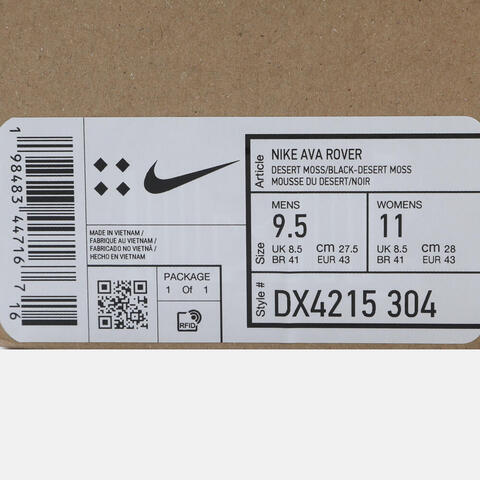 1 98483 44716 7 16
MADE IN VIETNAM /
FABRIQUE AU VIETNAM /
FABRICADO NO VIETNÃ /
HECHO EN VIETNAM
PACKAGE
1 Of 1
RFID
Article
NIKE AVA ROVER
DESERT MOSS/BLACK-DESERT MOSS
MOUSSE DU DESERT/NOIR
Size
MENS
9.5
UK 8.5 cm 27.5
BR 41 EUR 43
WOMENS
11
UK 8.5 cm 28
BR 41 EUR 43
Style #
DX4215 304